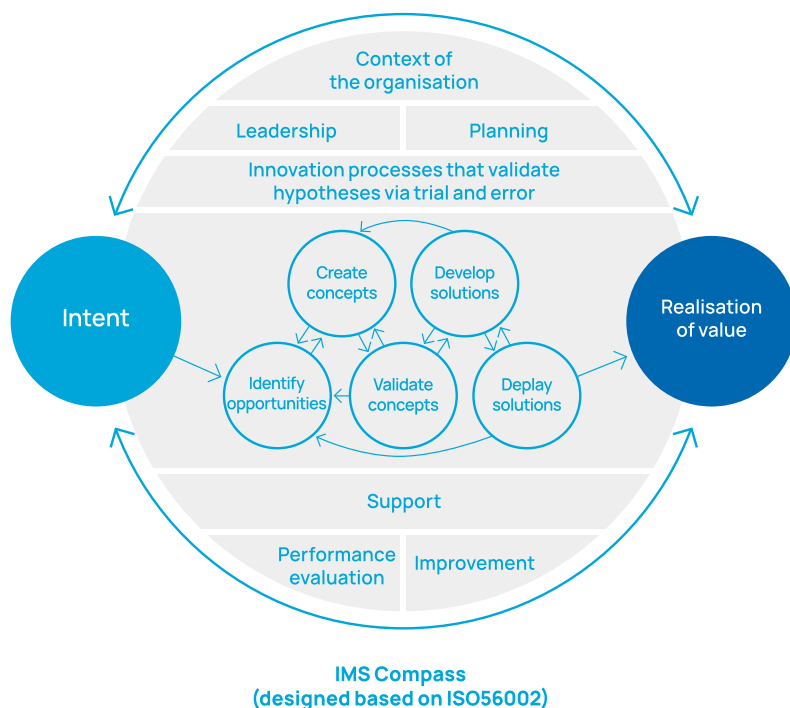 Context of
the organisation
Leadership
Planning
Innovation processes that validate
hypotheses via trial and error
Create
concepts
Develop
solutions
Intent
Realisation
of value
Identify
opportunities
Validate
concepts
Deplay
solutions
Support
Performance
evaluation
Improvement
IMS Compass
(designed based on ISO56002)